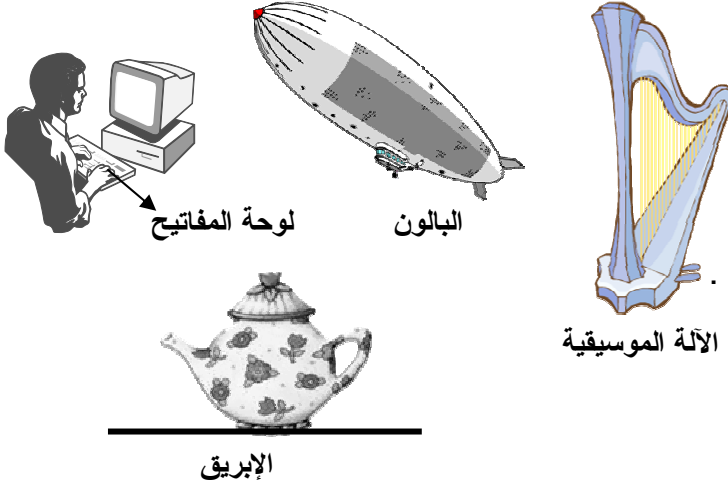 لوحة المفاتيح
البالون
الآلة الموسيقية
.
الإبريق